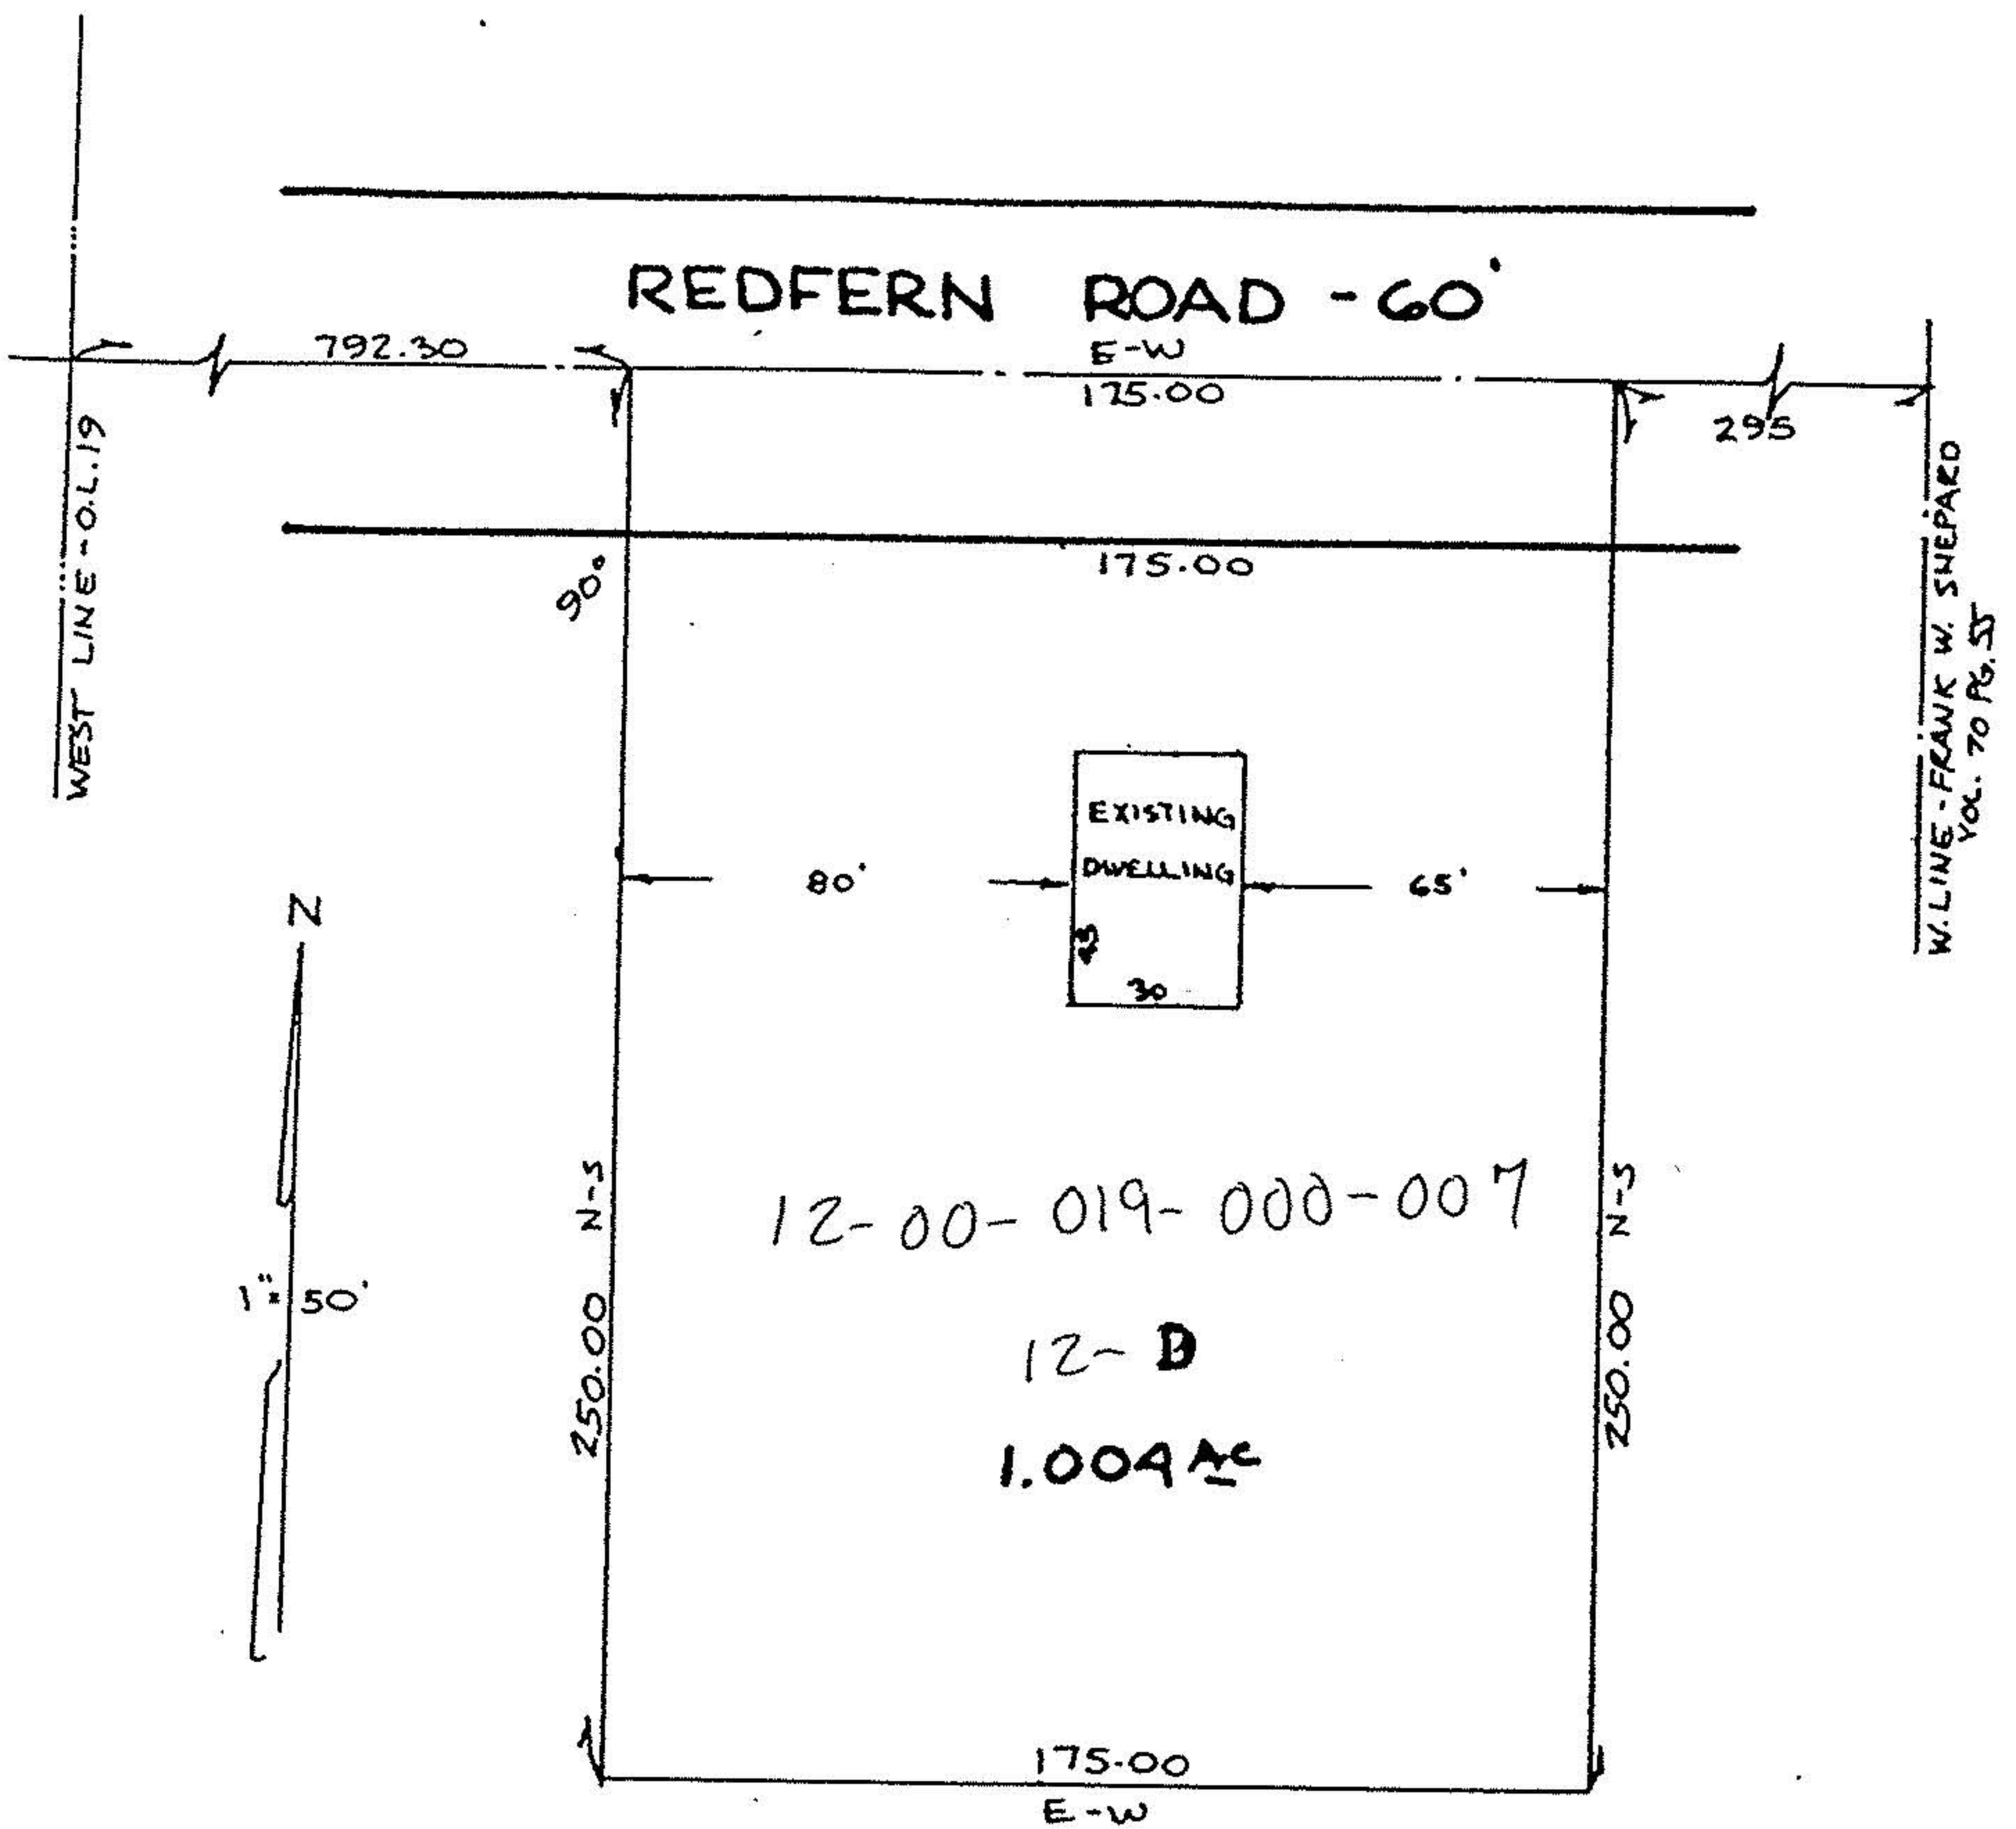 REDFERN ROAD - 60'
792.30
E-W
175.00
295
WEST LINE - O.L. 19
W. LINE - FRANK W. SHEPARD
VOL. 70 PG. 55
90°
175.00
EXISTING
DWELLING
80'
65'
30
N
1" = 50'
N-S
250.00
12-00-019-000-007
12-D
1.004 AC
N-S
250.00
175.00
E-W